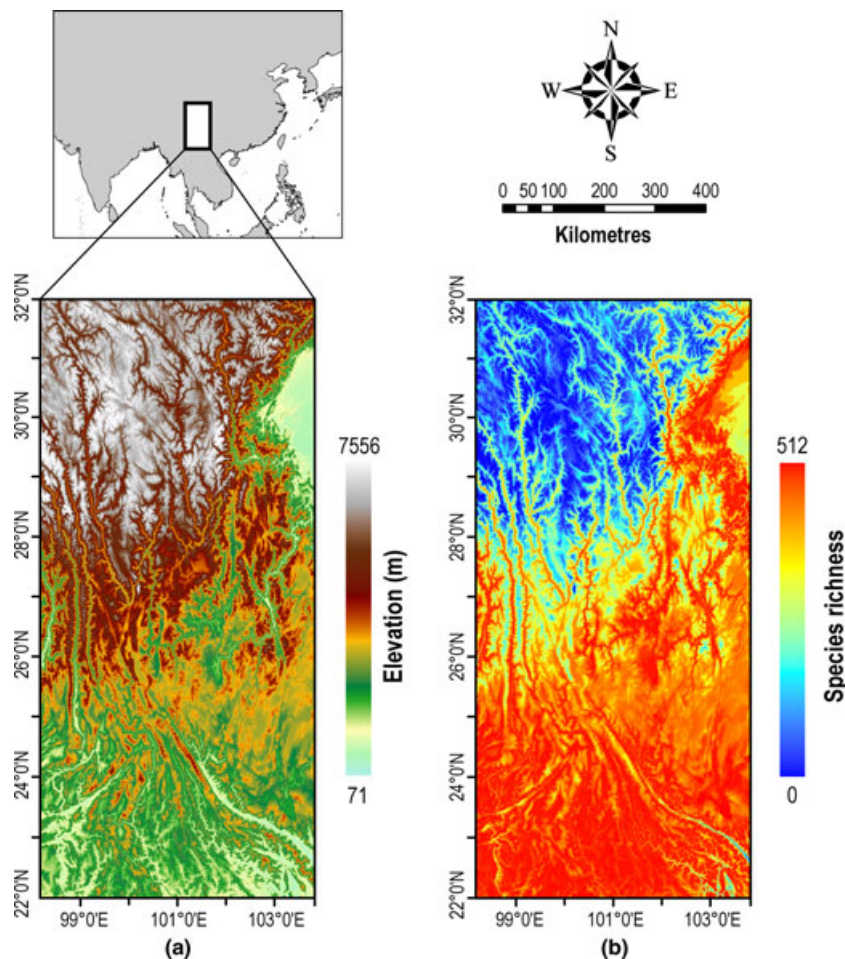 N
W
E
S
0 50 100 200 300 400
Kilometres
32°0'N
30°0'N
28°0'N
26°0'N
24°0'N
22°0'N
99°0'E 101°0'E 103°0'E
7556
Elevation (m)
71
(a)
32°0'N
30°0'N
28°0'N
26°0'N
24°0'N
22°0'N
99°0'E 101°0'E 103°0'E
512
Species richness
0
(b)